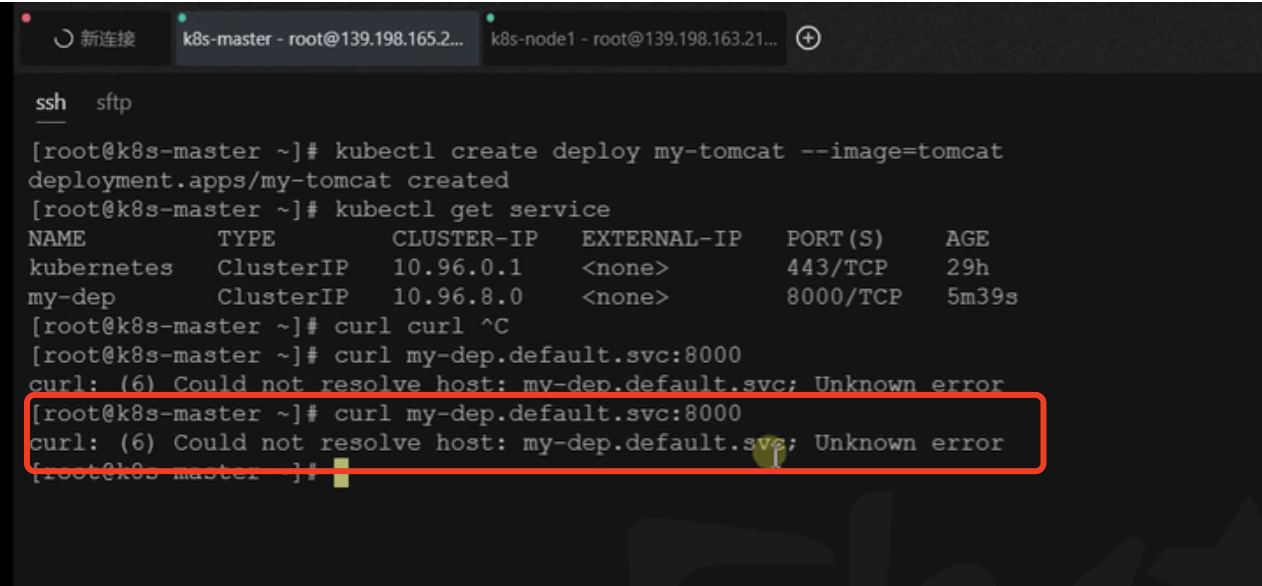 新连接 k8s-master - root@139.198.165.2... k8s-node1 - root@139.198.163.21...
ssh sftp
[root@k8s-master ~]# kubectl create deploy my-tomcat --image=tomcat
deployment.apps/my-tomcat created
[root@k8s-master ~]# kubectl get service
NAME TYPE CLUSTER-IP EXTERNAL-IP PORT(S) AGE
kubernetes ClusterIP 10.96.0.1 <none> 443/TCP 29h
my-dep ClusterIP 10.96.8.0 <none> 8000/TCP 5m39s
[root@k8s-master ~]# curl curl ^C
[root@k8s-master ~]# curl my-dep.default.svc:8000
curl: (6) Could not resolve host: my-dep.default.svc; Unknown error
[root@k8s-master ~]# curl my-dep.default.svc:8000
curl: (6) Could not resolve host: my-dep.default.svc; Unknown error
[root@k8s-master ~]#